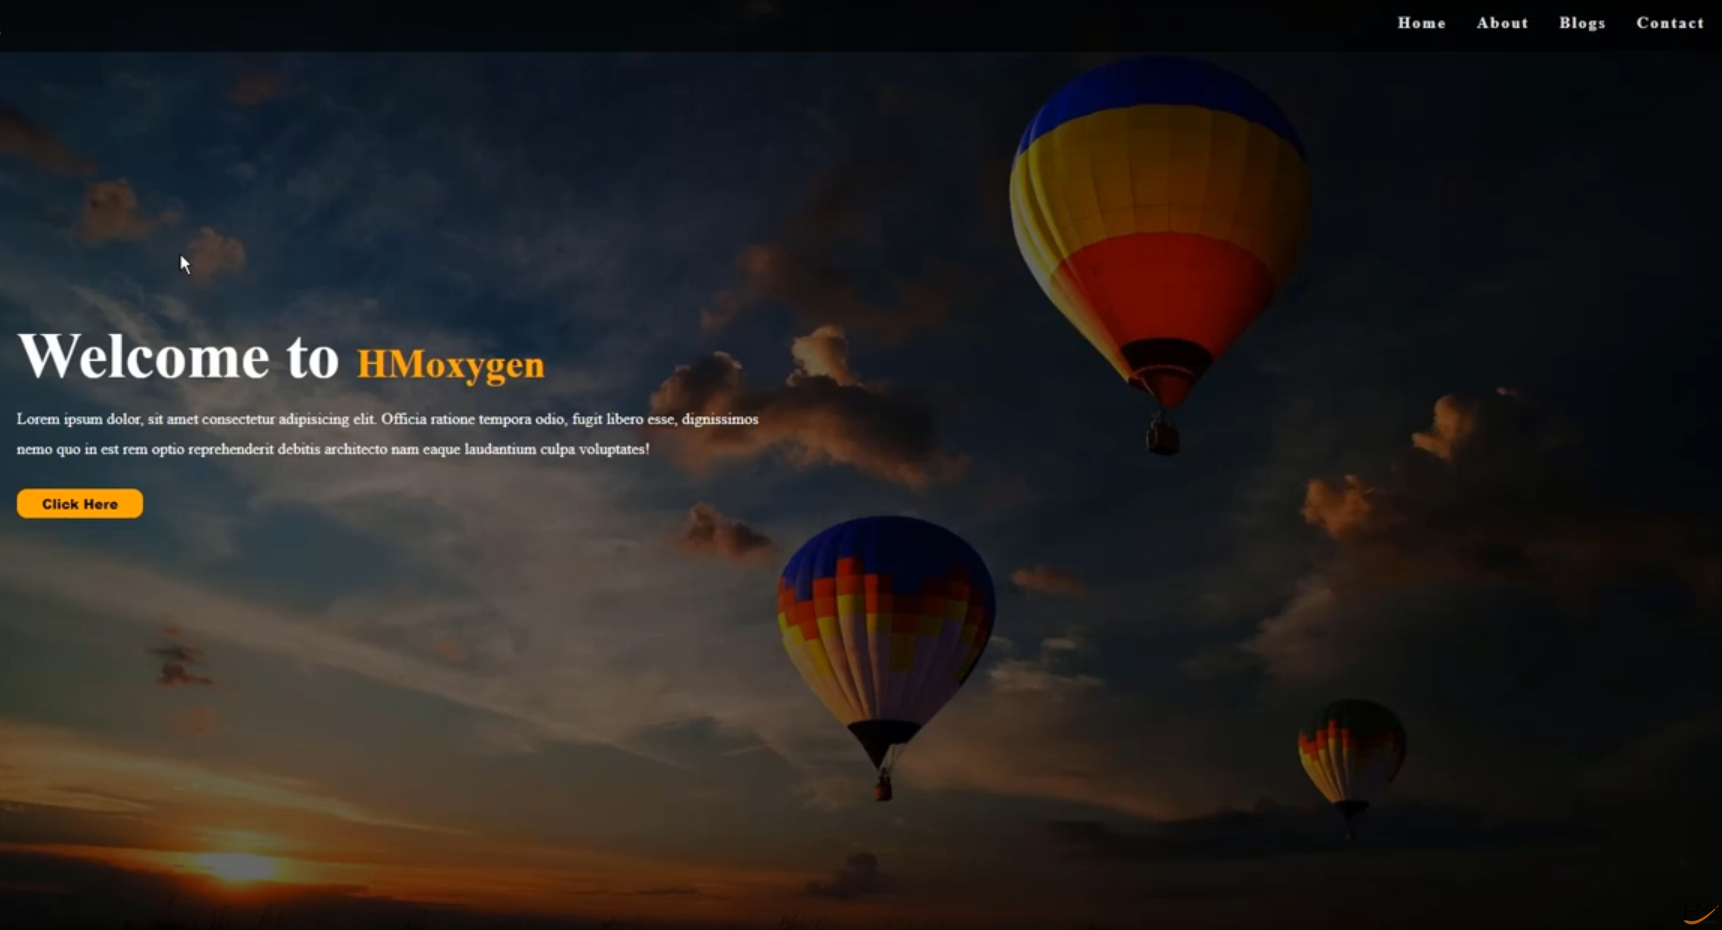 Home About Blogs Contact
Welcome to HMoxygen
Lorem ipsum dolor, sit amet consectetur adipisicing elit. Officia ratione tempora odio, fugit libero esse, dignissimos
nemo quo in est rem optio reprehenderit debitis architecto nam eaque laudantium culpa voluptates!
Click Here